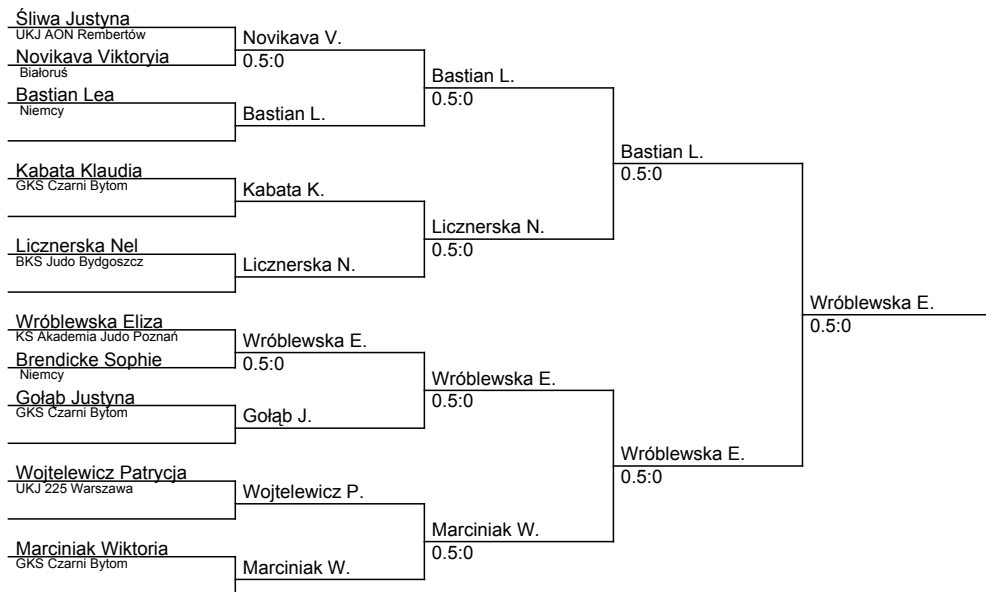 Śliwa Justyna
UKJ AON Rembertów
Novikava Viktoryia
Białoruś
Bastian Lea
Niemcy
Kabata Klaudia
GKS Czarni Bytom
Licznerska Nel
BKS Judo Bydgoszcz
Wróblewska Eliza
KS Akademia Judo Poznań
Brendicke Sophie
Niemcy
Gołąb Justyna
GKS Czarni Bytom
Wojtelewicz Patrycja
UKJ 225 Warszawa
Marciniak Wiktoria
GKS Czarni Bytom
Novikava V.
0.5:0
Bastian L.
Kabata K.
Licznerska N.
Wróblewska E.
0.5:0
Gołąb J.
Wojtelewicz P.
Marciniak W.
Bastian L.
0.5:0
Licznerska N.
0.5:0
Wróblewska E.
0.5:0
Marciniak W.
0.5:0
Bastian L.
0.5:0
Wróblewska E.
0.5:0
Wróblewska E.
0.5:0